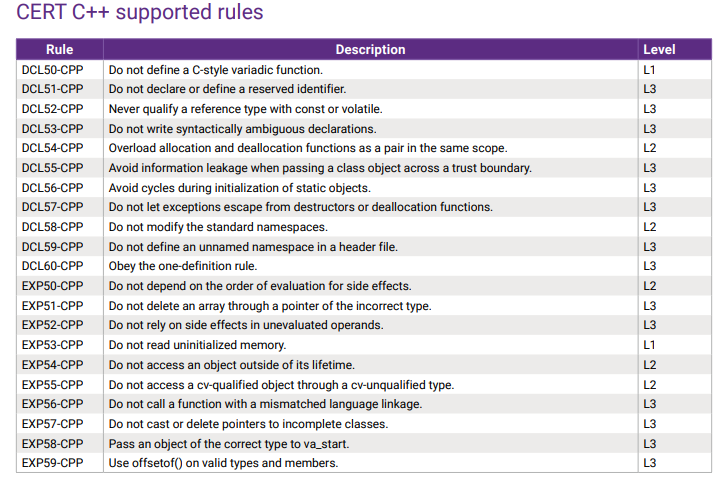 CERT C++ supported rules
Rule Description Level
DCL50-CPP Do not define a C-style variadic function. L1
DCL51-CPP Do not declare or define a reserved identifier. L3
DCL52-CPP Never qualify a reference type with const or volatile. L3
DCL53-CPP Do not write syntactically ambiguous declarations. L3
DCL54-CPP Overload allocation and deallocation functions as a pair in the same scope. L2
DCL55-CPP Avoid information leakage when passing a class object across a trust boundary. L3
DCL56-CPP Avoid cycles during initialization of static objects. L3
DCL57-CPP Do not let exceptions escape from destructors or deallocation functions. L3
DCL58-CPP Do not modify the standard namespaces. L2
DCL59-CPP Do not define an unnamed namespace in a header file. L3
DCL60-CPP Obey the one-definition rule. L3
EXP50-CPP Do not depend on the order of evaluation for side effects. L2
EXP51-CPP Do not delete an array through a pointer of the incorrect type. L3
EXP52-CPP Do not rely on side effects in unevaluated operands. L3
EXP53-CPP Do not read uninitialized memory. L1
EXP54-CPP Do not access an object outside of its lifetime. L2
EXP55-CPP Do not access a cv-qualified object through a cv-unqualified type. L2
EXP56-CPP Do not call a function with a mismatched language linkage. L3
EXP57-CPP Do not cast or delete pointers to incomplete classes. L3
EXP58-CPP Pass an object of the correct type to va_start. L3
EXP59-CPP Use offsetof() on valid types and members. L3